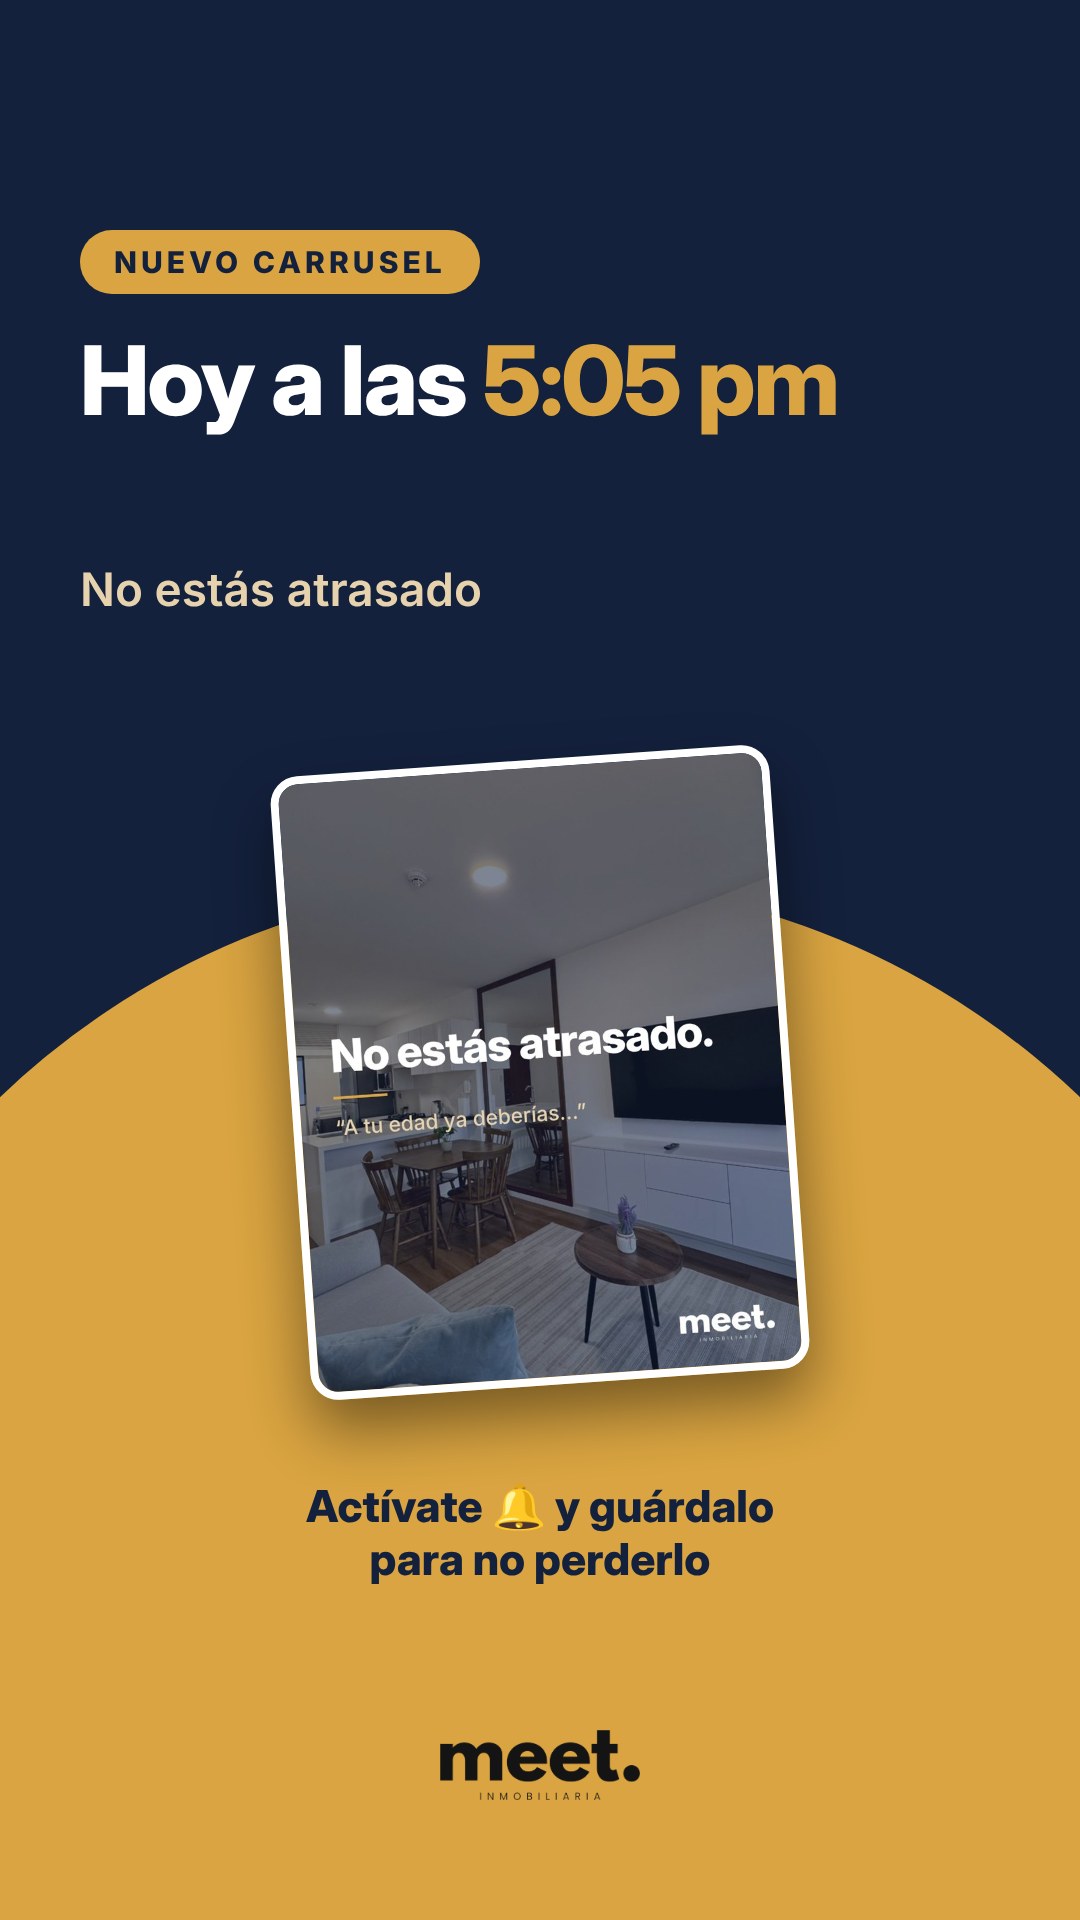 NUEVO CARRUSEL
Hoy a las 5:05 pm
No estás atrasado
No estás atrasado.
“A tu edad ya deberías...”
meet.
INMOBILIARIA
Actívate 🔔 y guárdalo
para no perderlo
meet.
INMOBILIARIA